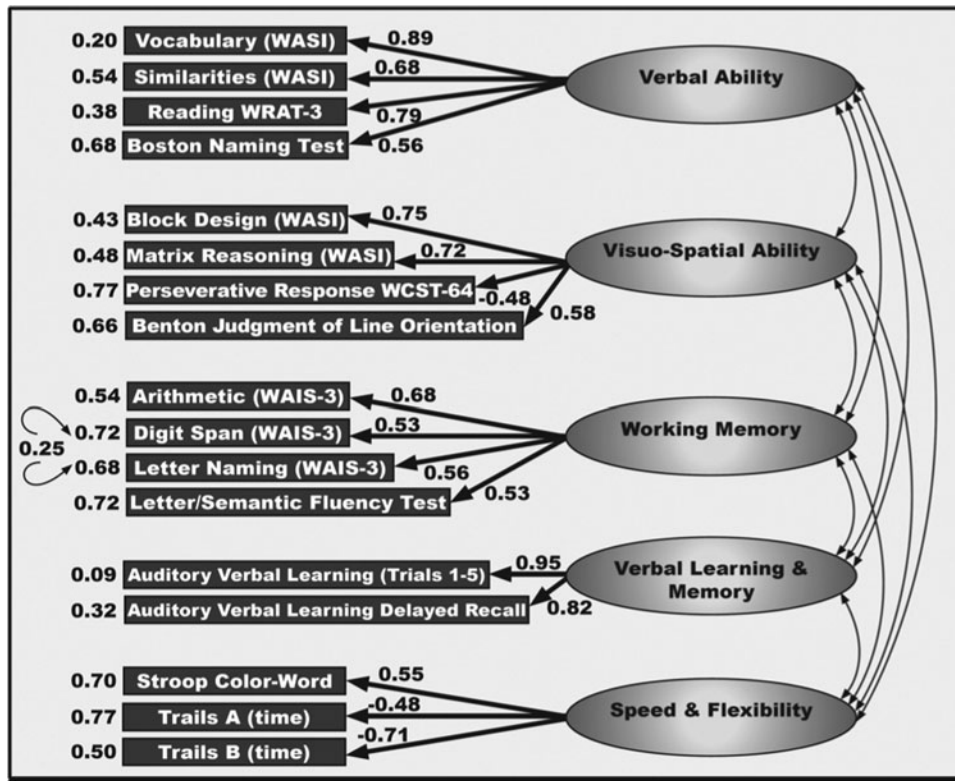 0.20 Vocabulary (WASI) 0.89
0.54 Similarities (WASI) 0.68
0.38 Reading WRAT-3 0.79
0.68 Boston Naming Test 0.56
Verbal Ability
0.43 Block Design (WASI) 0.75
0.48 Matrix Reasoning (WASI) 0.72
0.77 Perseverative Response WCST-64 -0.48
0.66 Benton Judgment of Line Orientation 0.58
Visuo-Spatial Ability
0.54 Arithmetic (WAIS-3) 0.68
0.72 Digit Span (WAIS-3) 0.53
0.25
0.68 Letter Naming (WAIS-3) 0.56
0.72 Letter/Semantic Fluency Test 0.53
Working Memory
0.09 Auditory Verbal Learning (Trials 1-5) 0.95
0.32 Auditory Verbal Learning Delayed Recall 0.82
Verbal Learning &
Memory
0.70 Stroop Color-Word 0.55
0.77 Trails A (time) -0.48
0.50 Trails B (time) -0.71
Speed & Flexibility